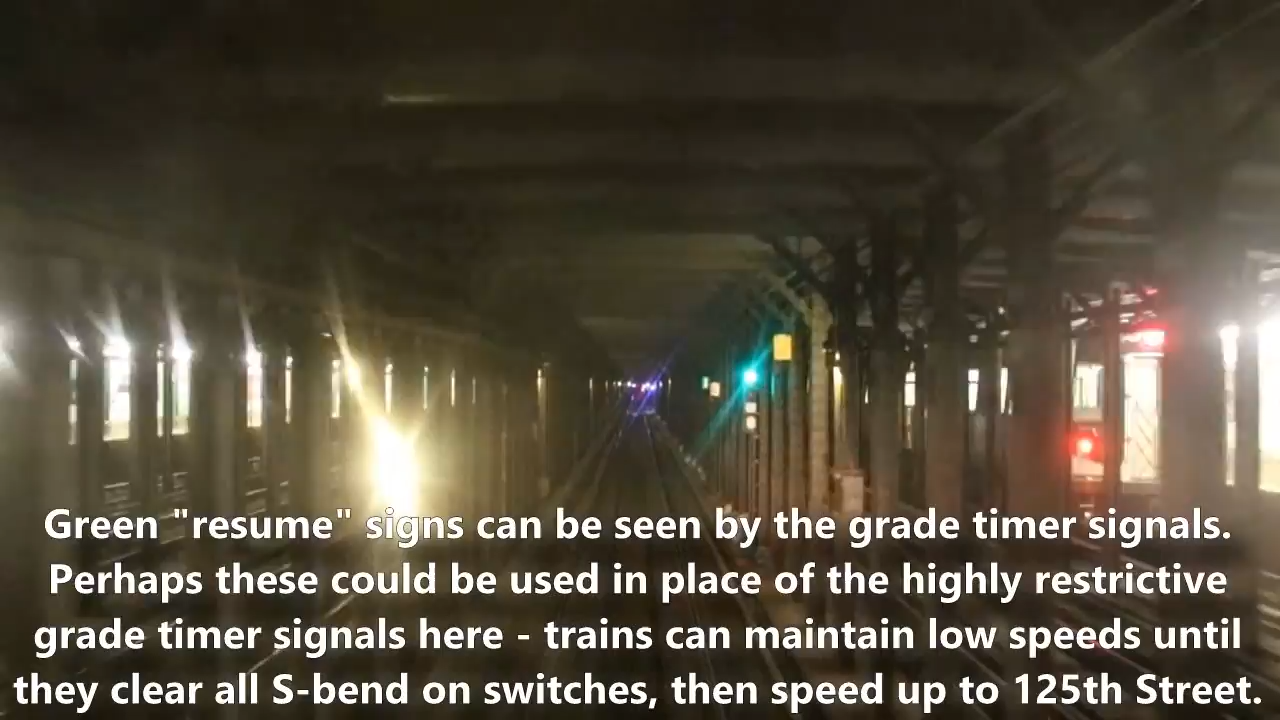 Green "resume" signs can be seen by the grade timer signals.
Perhaps these could be used in place of the highly restrictive
grade timer signals here - trains can maintain low speeds until
they clear all S-bend on switches, then speed up to 125th Street.